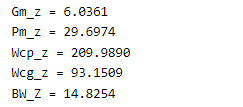 Gm_z = 6.0361
Pm_z = 29.6974
Wcp_z = 209.9890
Wcg_z = 93.1509
BW_Z = 14.8254